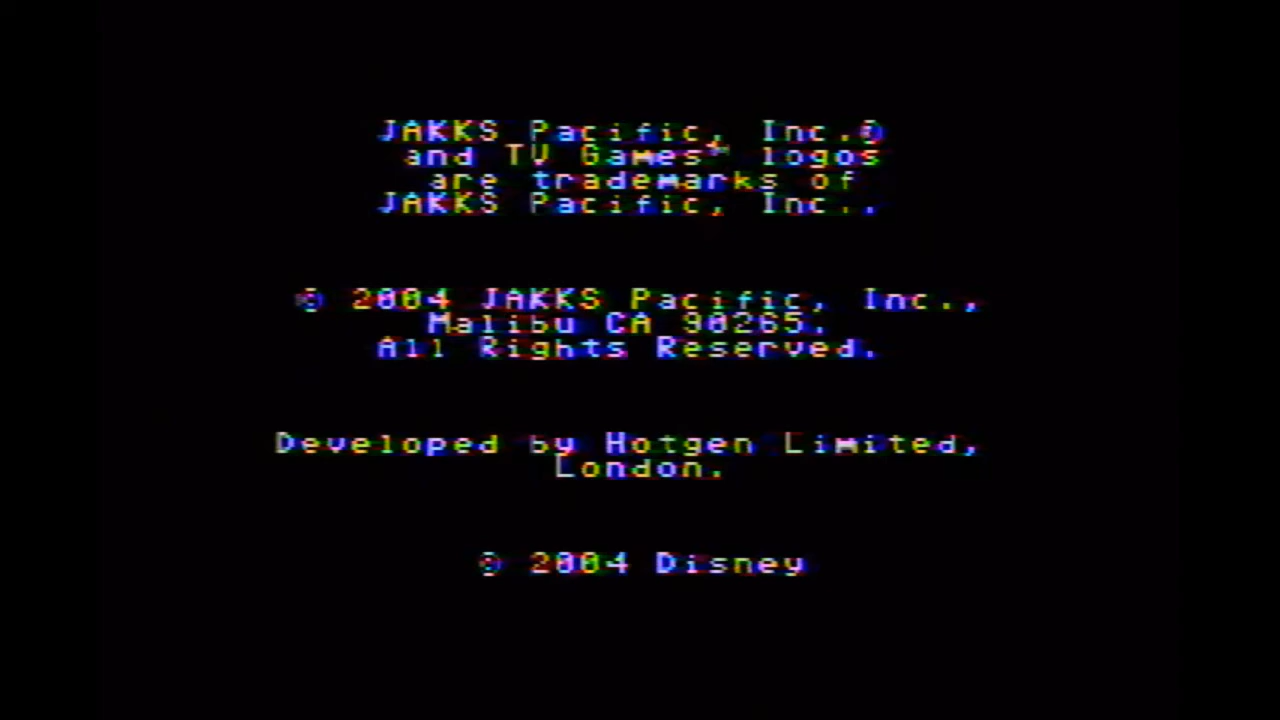 JAKKS Pacific, Inc.®
and TV Games™ logos
are trademarks of
JAKKS Pacific, Inc..
© 2004 JAKKS Pacific, Inc.,
Malibu CA 90265.
All Rights Reserved.
Developed by Hotgen Limited,
London.
© 2004 Disney